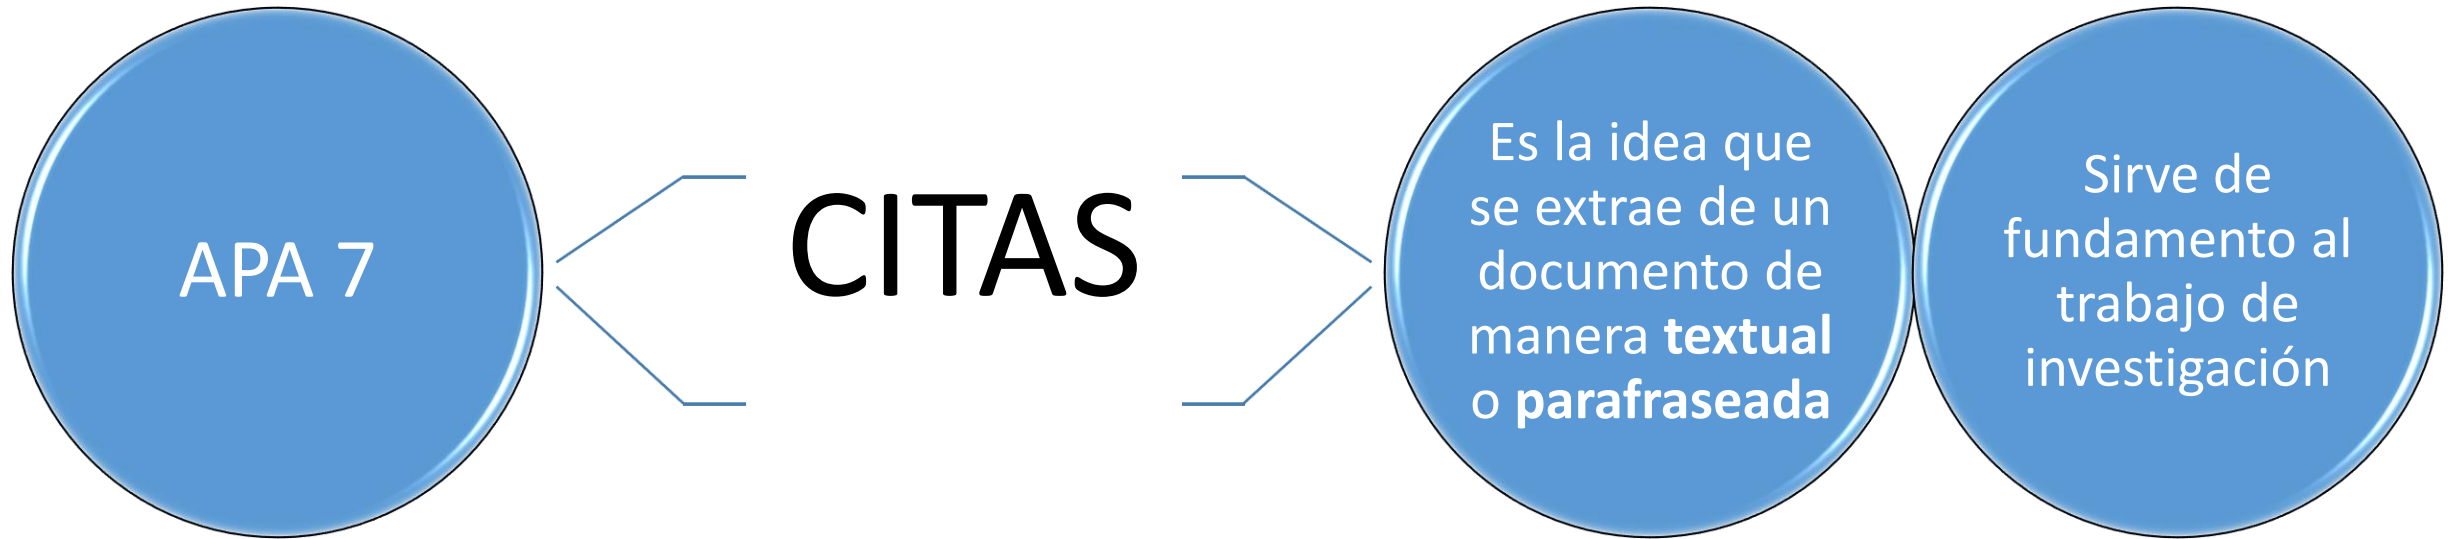 APA 7
CITAS
Es la idea que
se extrae de un
documento de
manera textual
o parafraseada
Sirve de
fundamento al
trabajo de
investigación